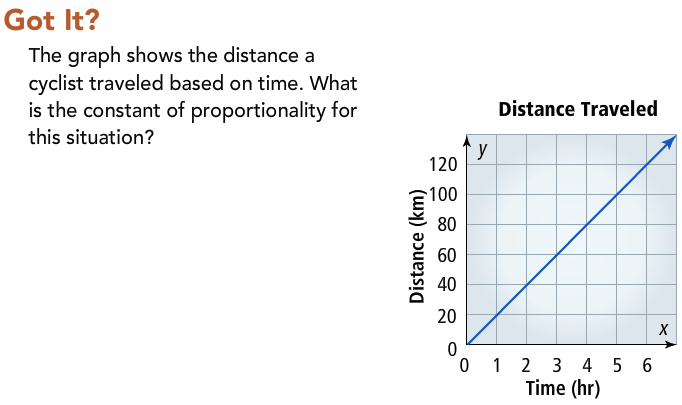 Got It?
The graph shows the distance a
cyclist traveled based on time. What
is the constant of proportionality for
this situation?
Distance Traveled
y
120
100
80
60
40
20
0
Distance (km)
x
0 1 2 3 4 5 6
Time (hr)